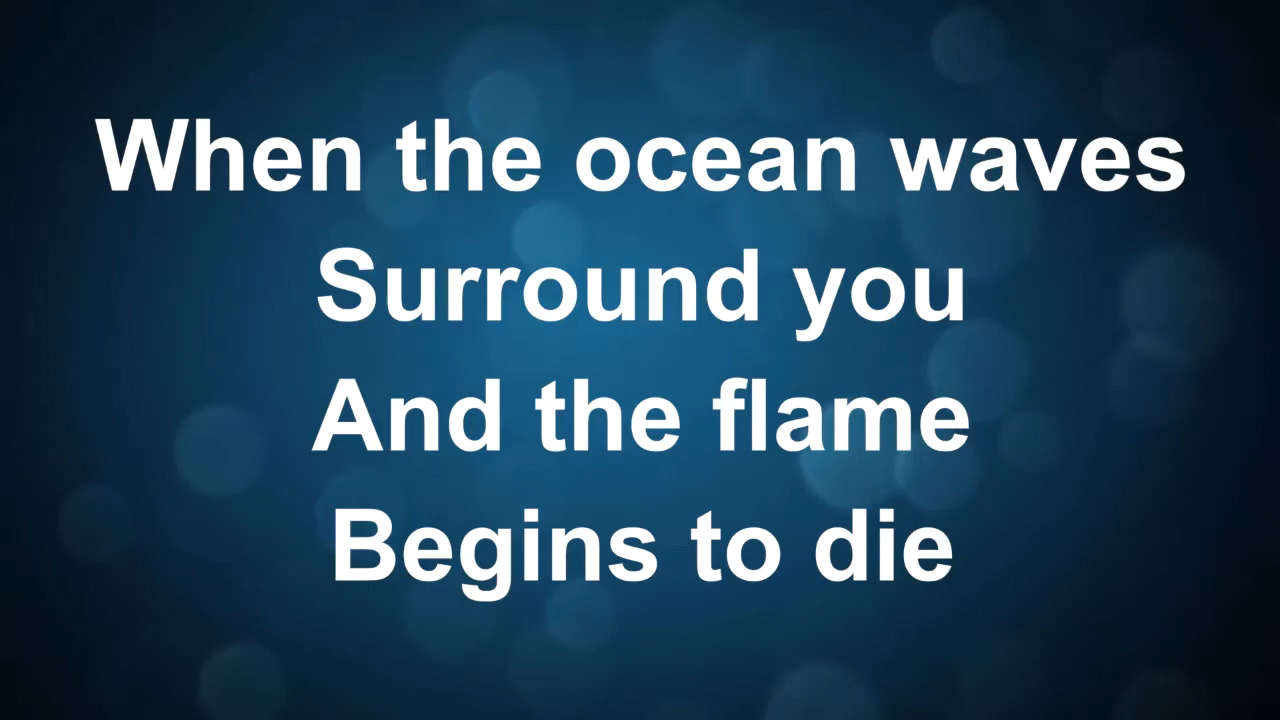 When the ocean waves
Surround you
And the flame
Begins to die